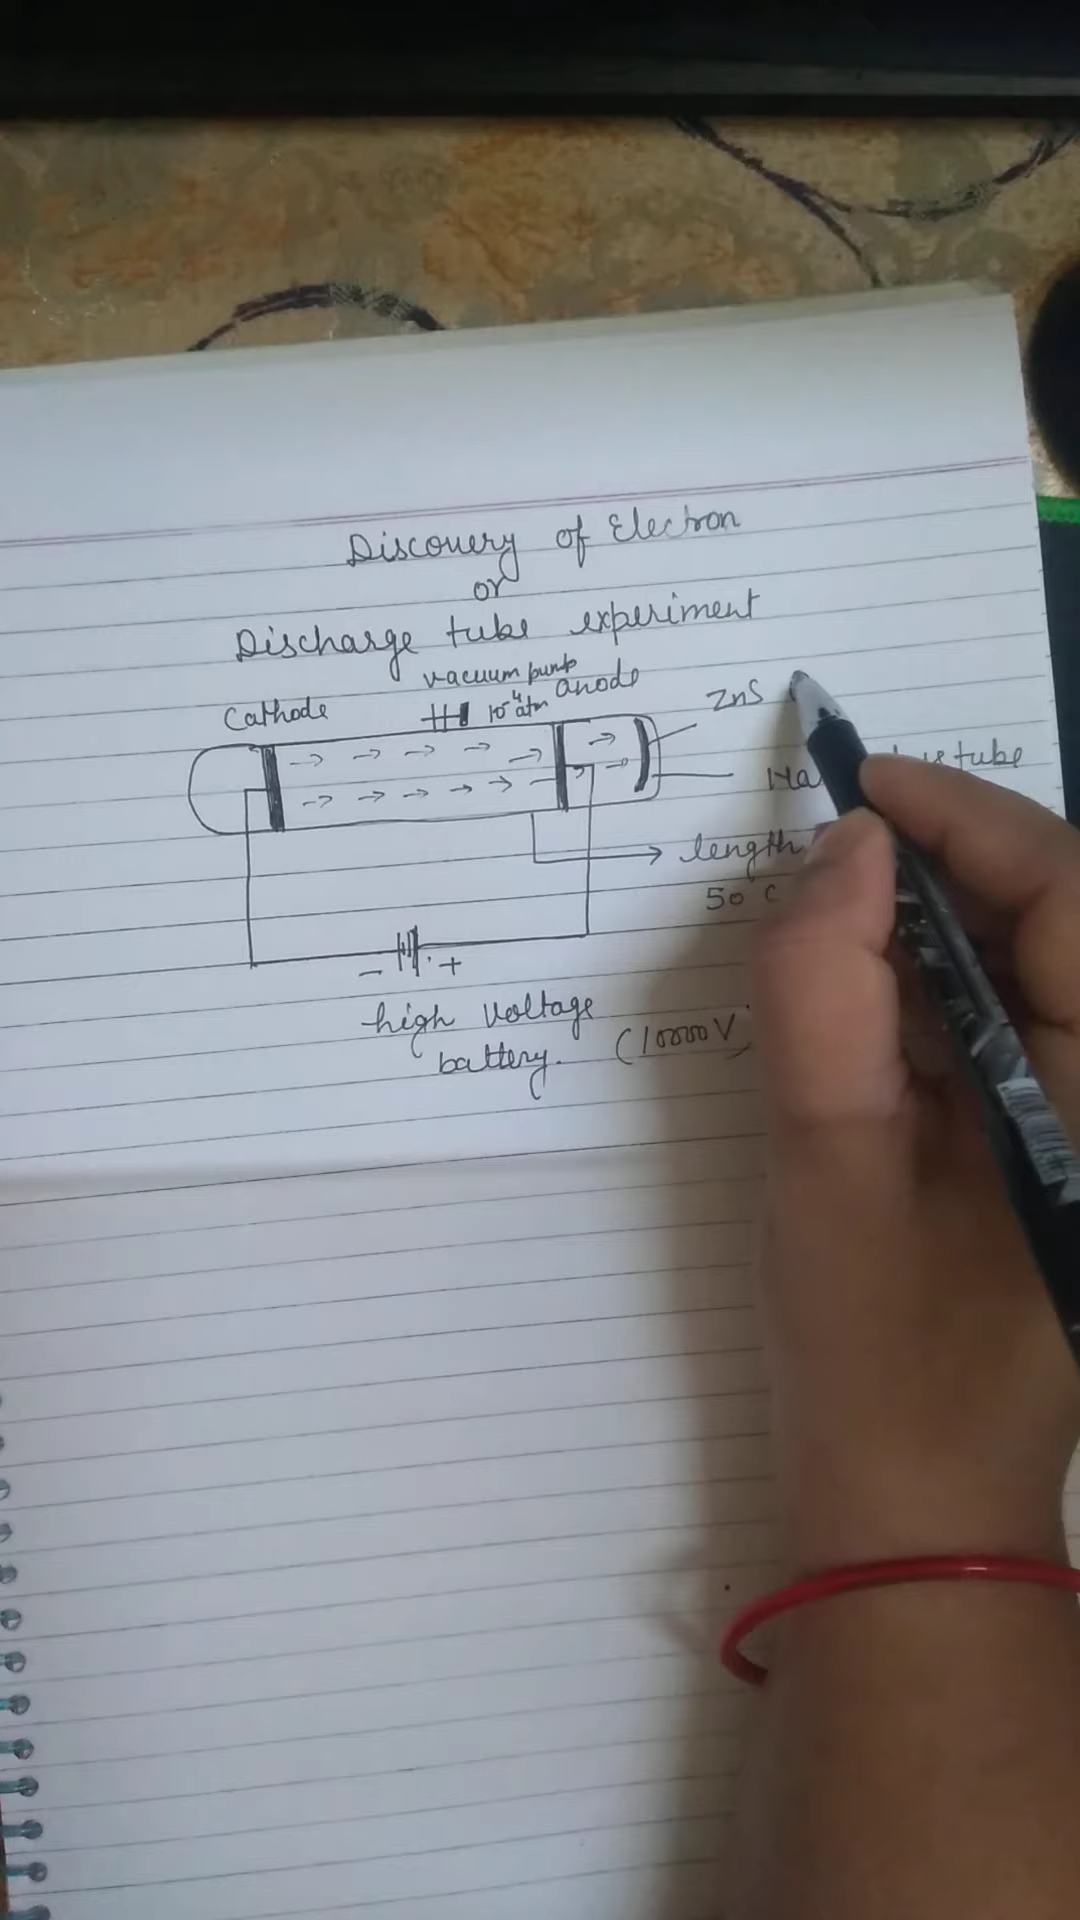 Discovery of Electron
or
Discharge tube experiment
vacuum pump
Cathode
10⁻⁴ atm
anode
ZnS
tube
length
50 c
- +
high voltage
battery. (10000V)